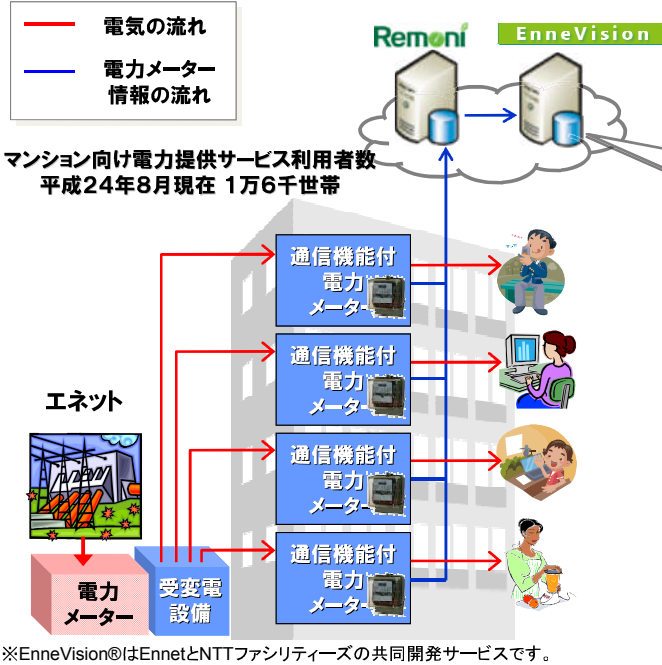 電気の流れ
電力メーター
情報の流れ
Remoni
EnneVision
マンション向け電力提供サービス利用者数
平成24年8月現在 1万6千世帯
通信機能付
電力
メーター
通信機能付
電力
メーター
通信機能付
電力
メーター
通信機能付
電力
メーター
エネット
電力
メーター
受変電
設備
※EnneVision®はEnnetとNTTファシリティーズの共同開発サービスです。